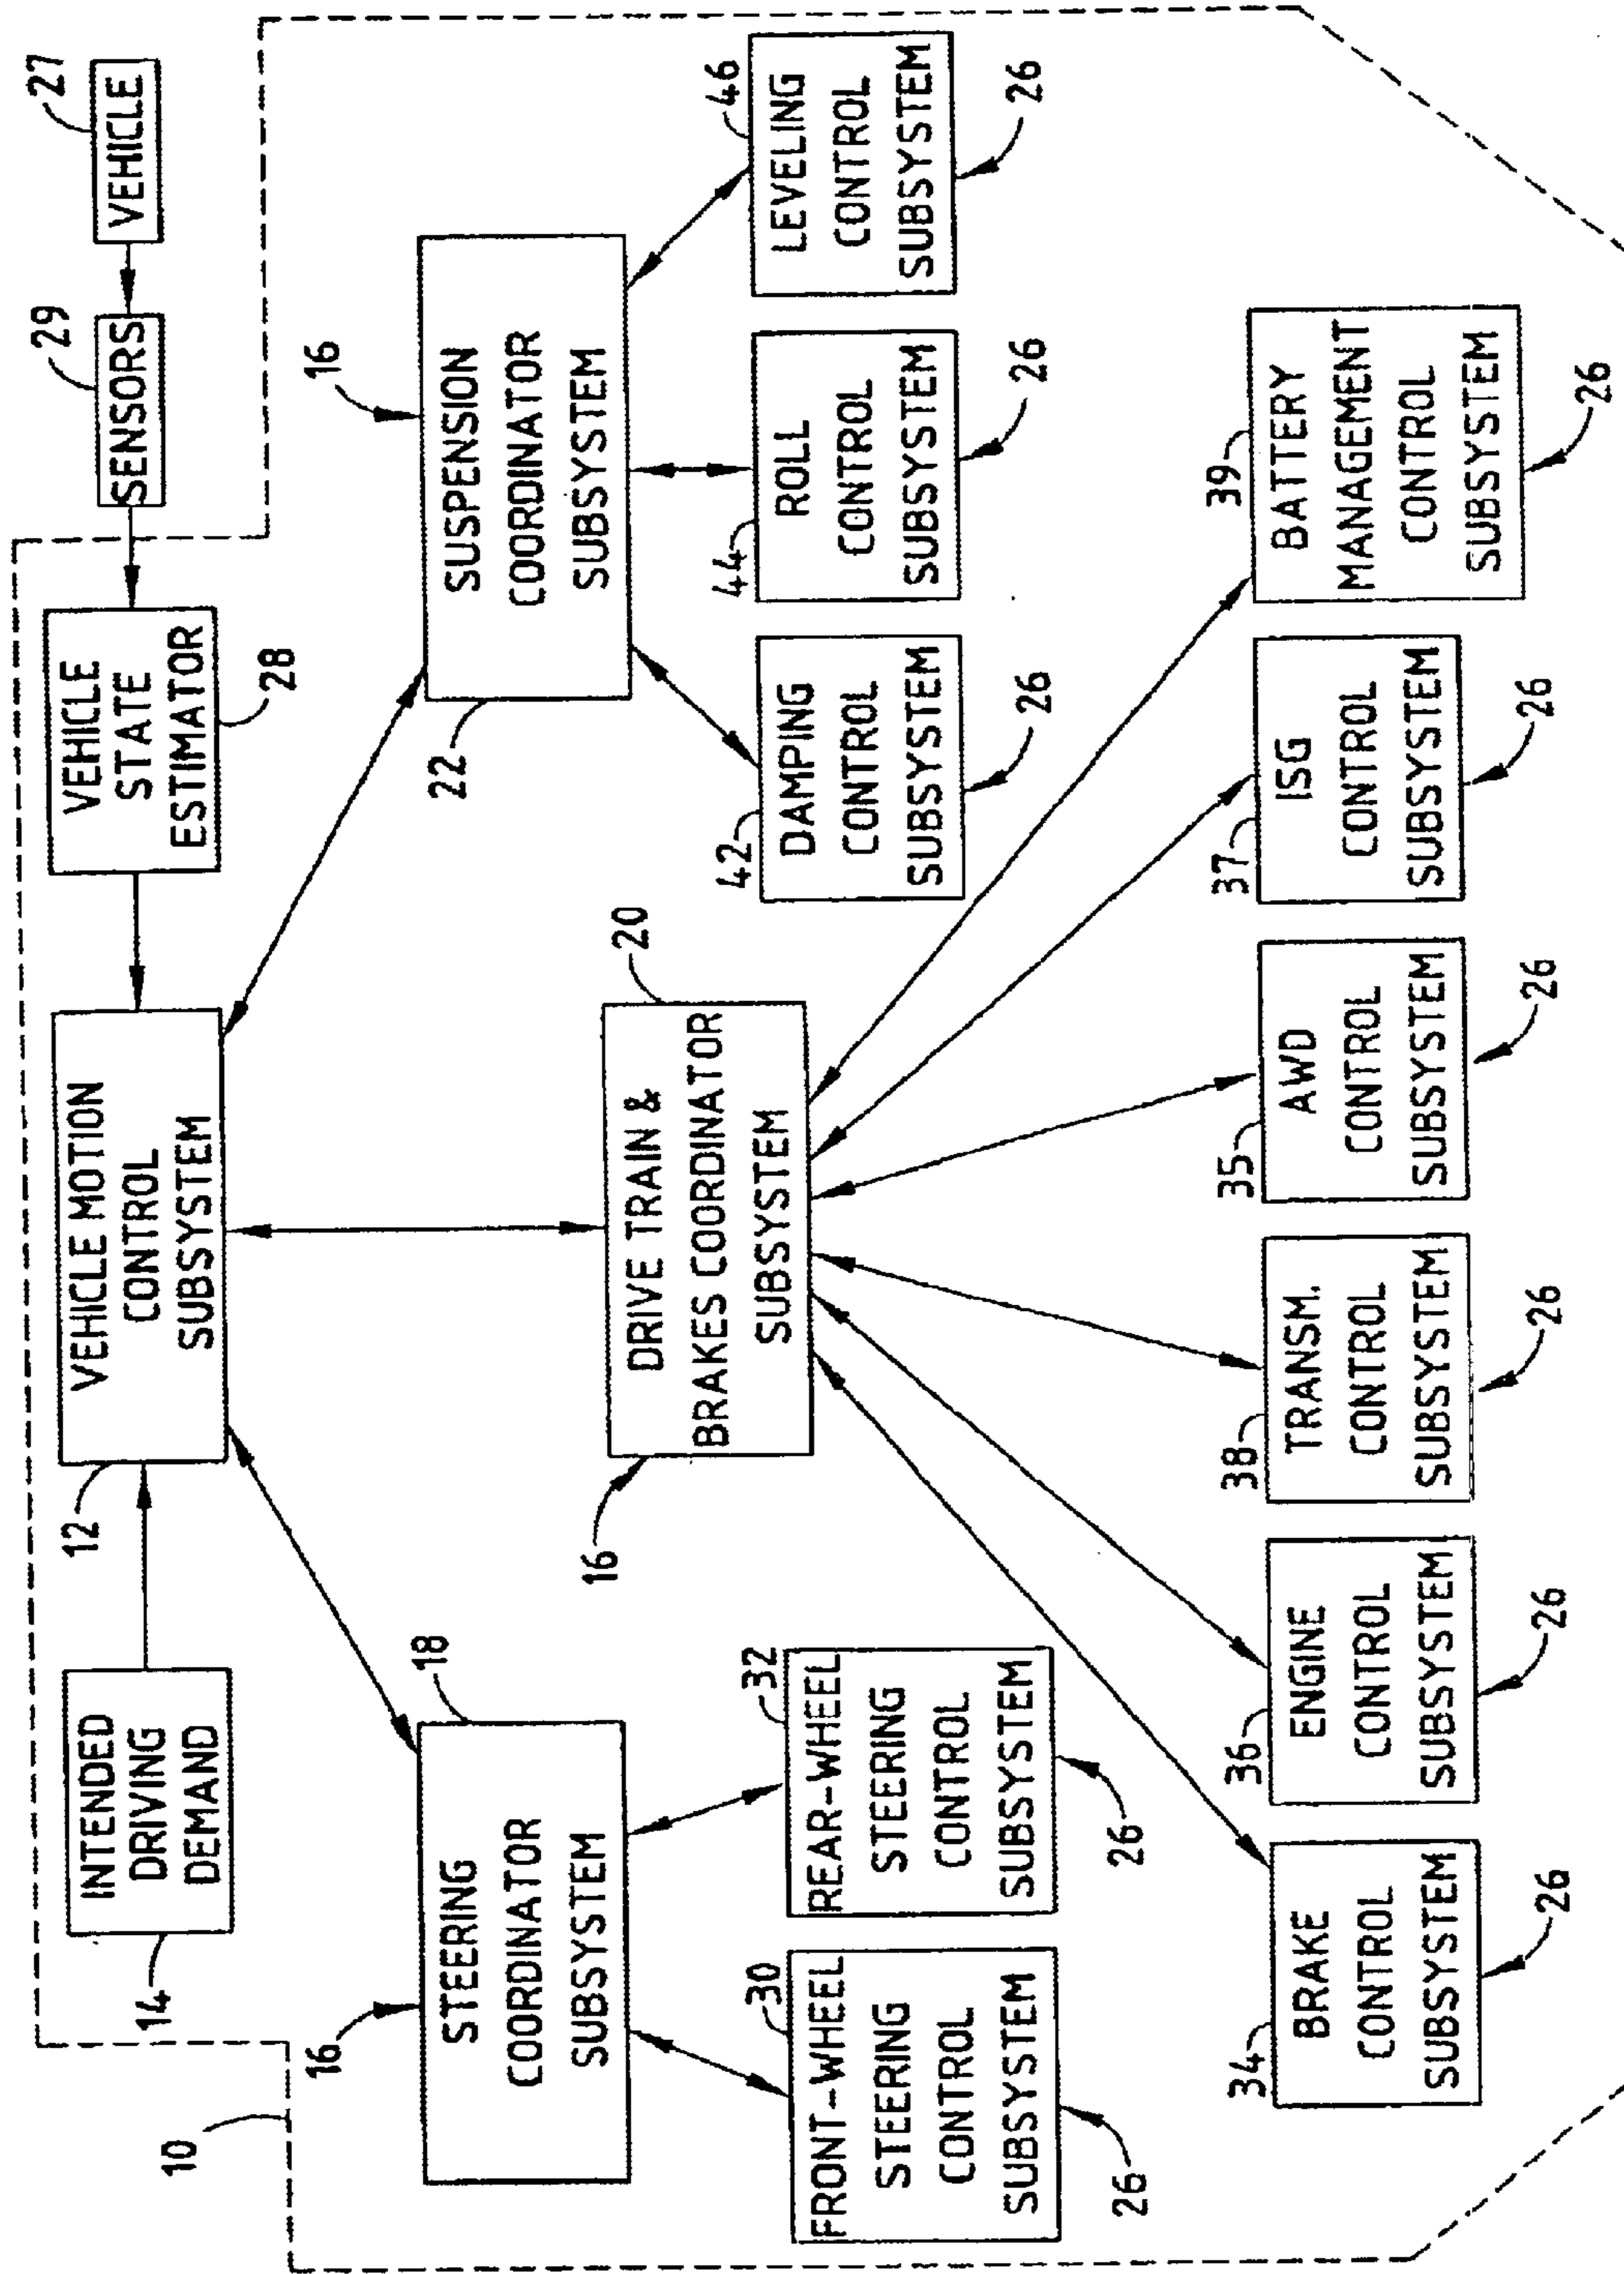 10
14
INTENDED
DRIVING
DEMAND
12
VEHICLE MOTION
CONTROL
SUBSYSTEM
VEHICLE
STATE
ESTIMATOR
28
29
SENSORS
27
VEHICLE
16
STEERING
COORDINATOR
SUBSYSTEM
18
16
DRIVE TRAIN &
BRAKES COORDINATOR
SUBSYSTEM
20
22
SUSPENSION
COORDINATOR
SUBSYSTEM
16
30
FRONT-WHEEL
STEERING
CONTROL
SUBSYSTEM
26
32
REAR-WHEEL
STEERING
CONTROL
SUBSYSTEM
26
42
DAMPING
CONTROL
SUBSYSTEM
26
44
ROLL
CONTROL
SUBSYSTEM
26
46
LEVELING
CONTROL
SUBSYSTEM
26
34
BRAKE
CONTROL
SUBSYSTEM
26
36
ENGINE
CONTROL
SUBSYSTEM
26
38
TRANSM.
CONTROL
SUBSYSTEM
26
35
AWD
CONTROL
SUBSYSTEM
26
37
ISG
CONTROL
SUBSYSTEM
26
39
BATTERY
MANAGEMENT
CONTROL
SUBSYSTEM
26